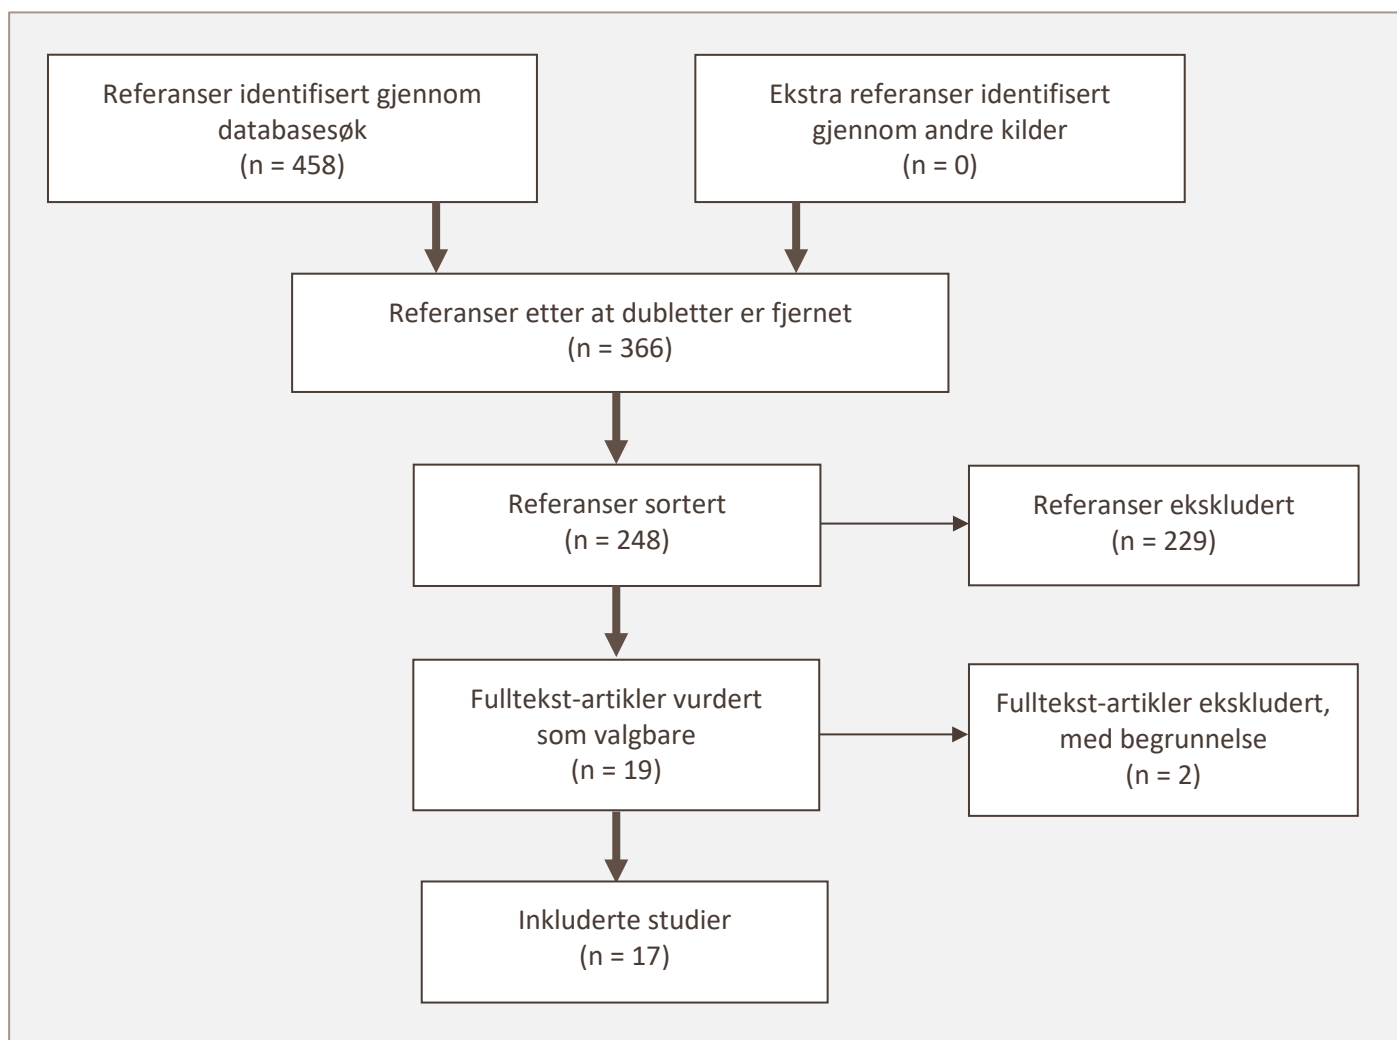 Referanser identifisert gjennom
databasesøk
(n = 458)
Ekstra referanser identifisert
gjennom andre kilder
(n = 0)
Referanser etter at dubletter er fjernet
(n = 366)
Referanser sortert
(n = 248)
Referanser ekskludert
(n = 229)
Fulltekst-artikler vurdert
som valgbare
(n = 19)
Fulltekst-artikler ekskludert,
med begrunnelse
(n = 2)
Inkluderte studier
(n = 17)